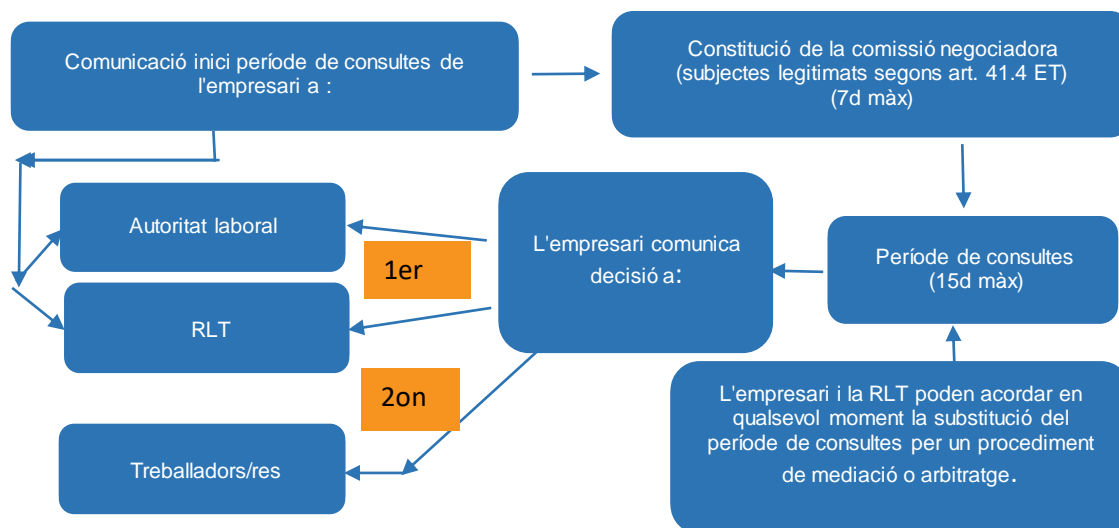 Comunicació inici període de consultes de
l'empresari a :
Constitució de la comissió negociadora
(subjectes legitimats segons art. 41.4 ET)
(7d màx)
Autoritat laboral
1er
L'empresari comunica
decisió a:
Període de consultes
(15d màx)
RLT
2on
Treballadors/res
L'empresari i la RLT poden acordar en
qualsevol moment la substitució del
període de consultes per un procediment
de mediació o arbitratge.